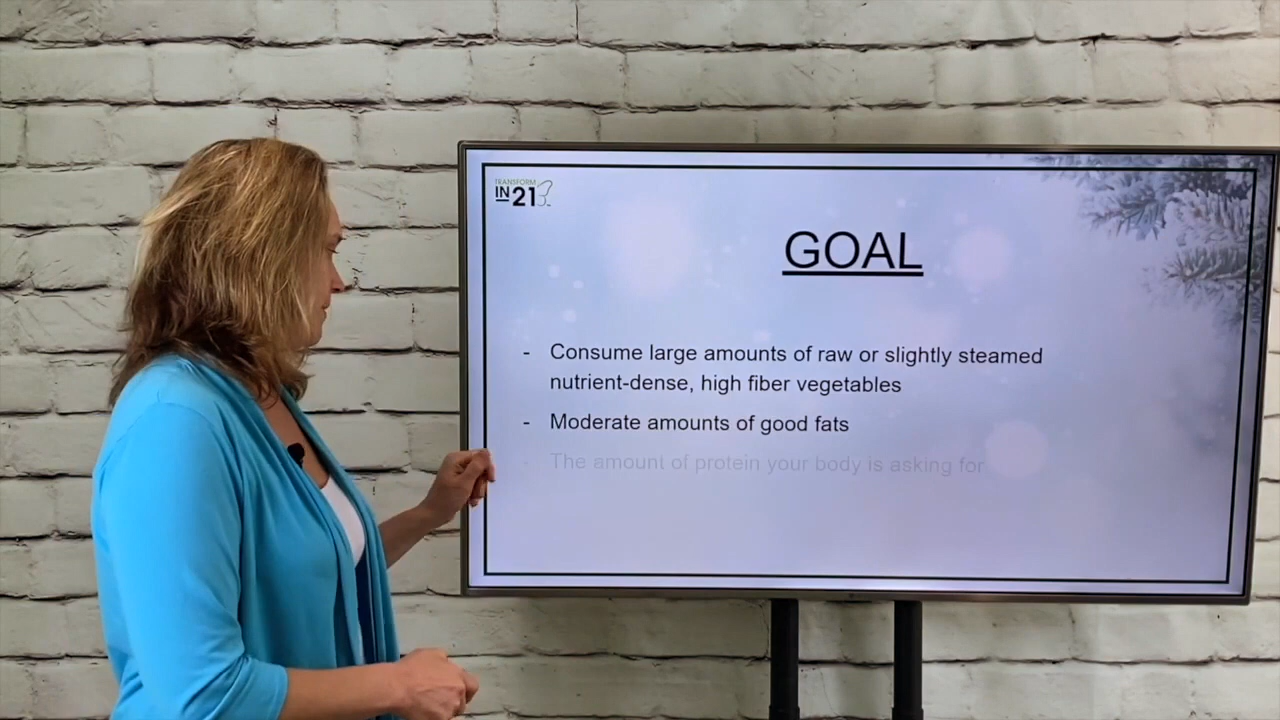 TRANSFORM
IN 21
GOAL
- Consume large amounts of raw or slightly steamed
nutrient-dense, high fiber vegetables
- Moderate amounts of good fats
- The amount of protein your body is asking for